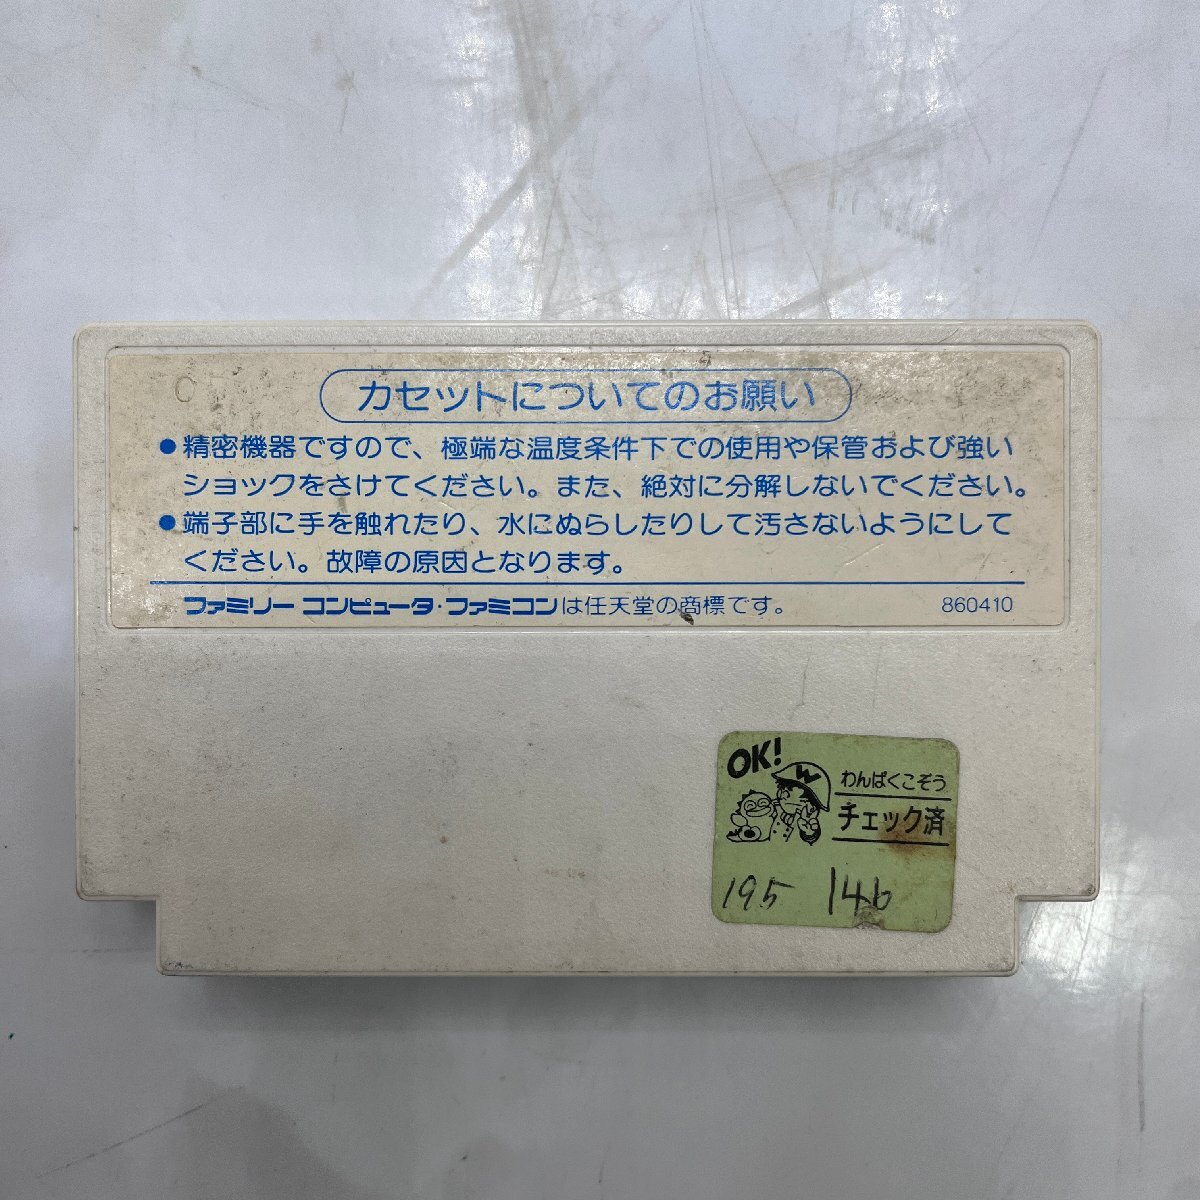 C
カセットについてのお願い
●精密機器ですので、極端な温度条件下での使用や保管および強い
ショックをさけてください。また、絶対に分解しないでください。
●端子部に手を触れたり、水にぬらしたりして汚さないようにして
ください。故障の原因となります。
ファミリーコンピュータ・ファミコンは任天堂の商標です。 860410
OK!
W
わんぱくこぞう
チェック済
195 146